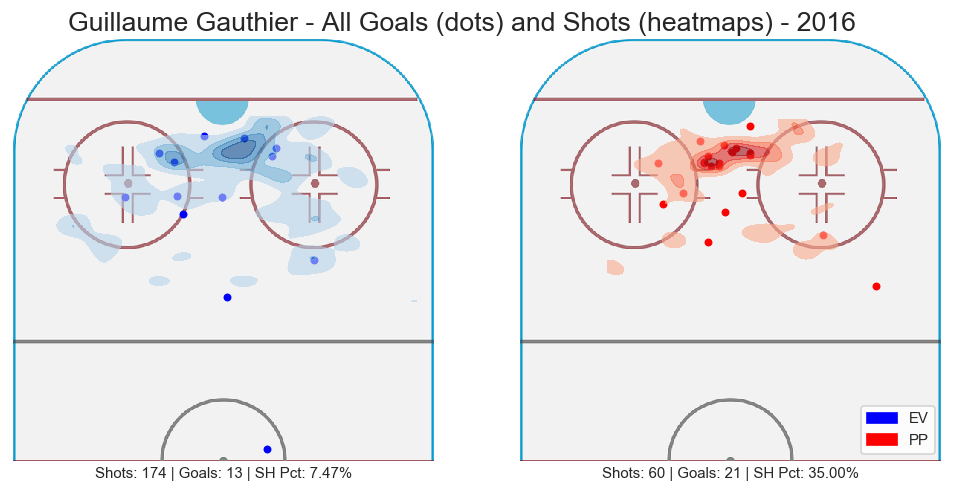 Guillaume Gauthier - All Goals (dots) and Shots (heatmaps) - 2016
EV
PP
Shots: 174 | Goals: 13 | SH Pct: 7.47%
Shots: 60 | Goals: 21 | SH Pct: 35.00%